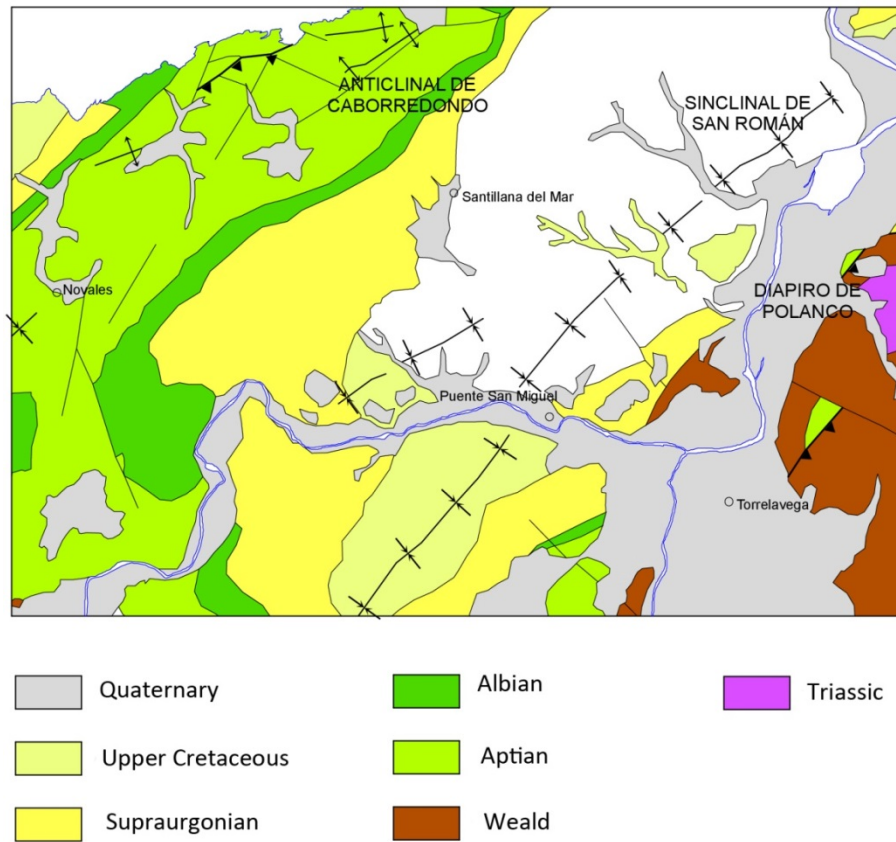 ANTICLINAL DE
CABORREDONDO
SINCLINAL DE
SAN ROMÁN
Santillana del Mar
Novales
DIAPIRO DE
POLANCO
Puente San Miguel
Torrelavega
Quaternary
Albian
Triassic
Upper Cretaceous
Aptian
Supraurgonian
Weald